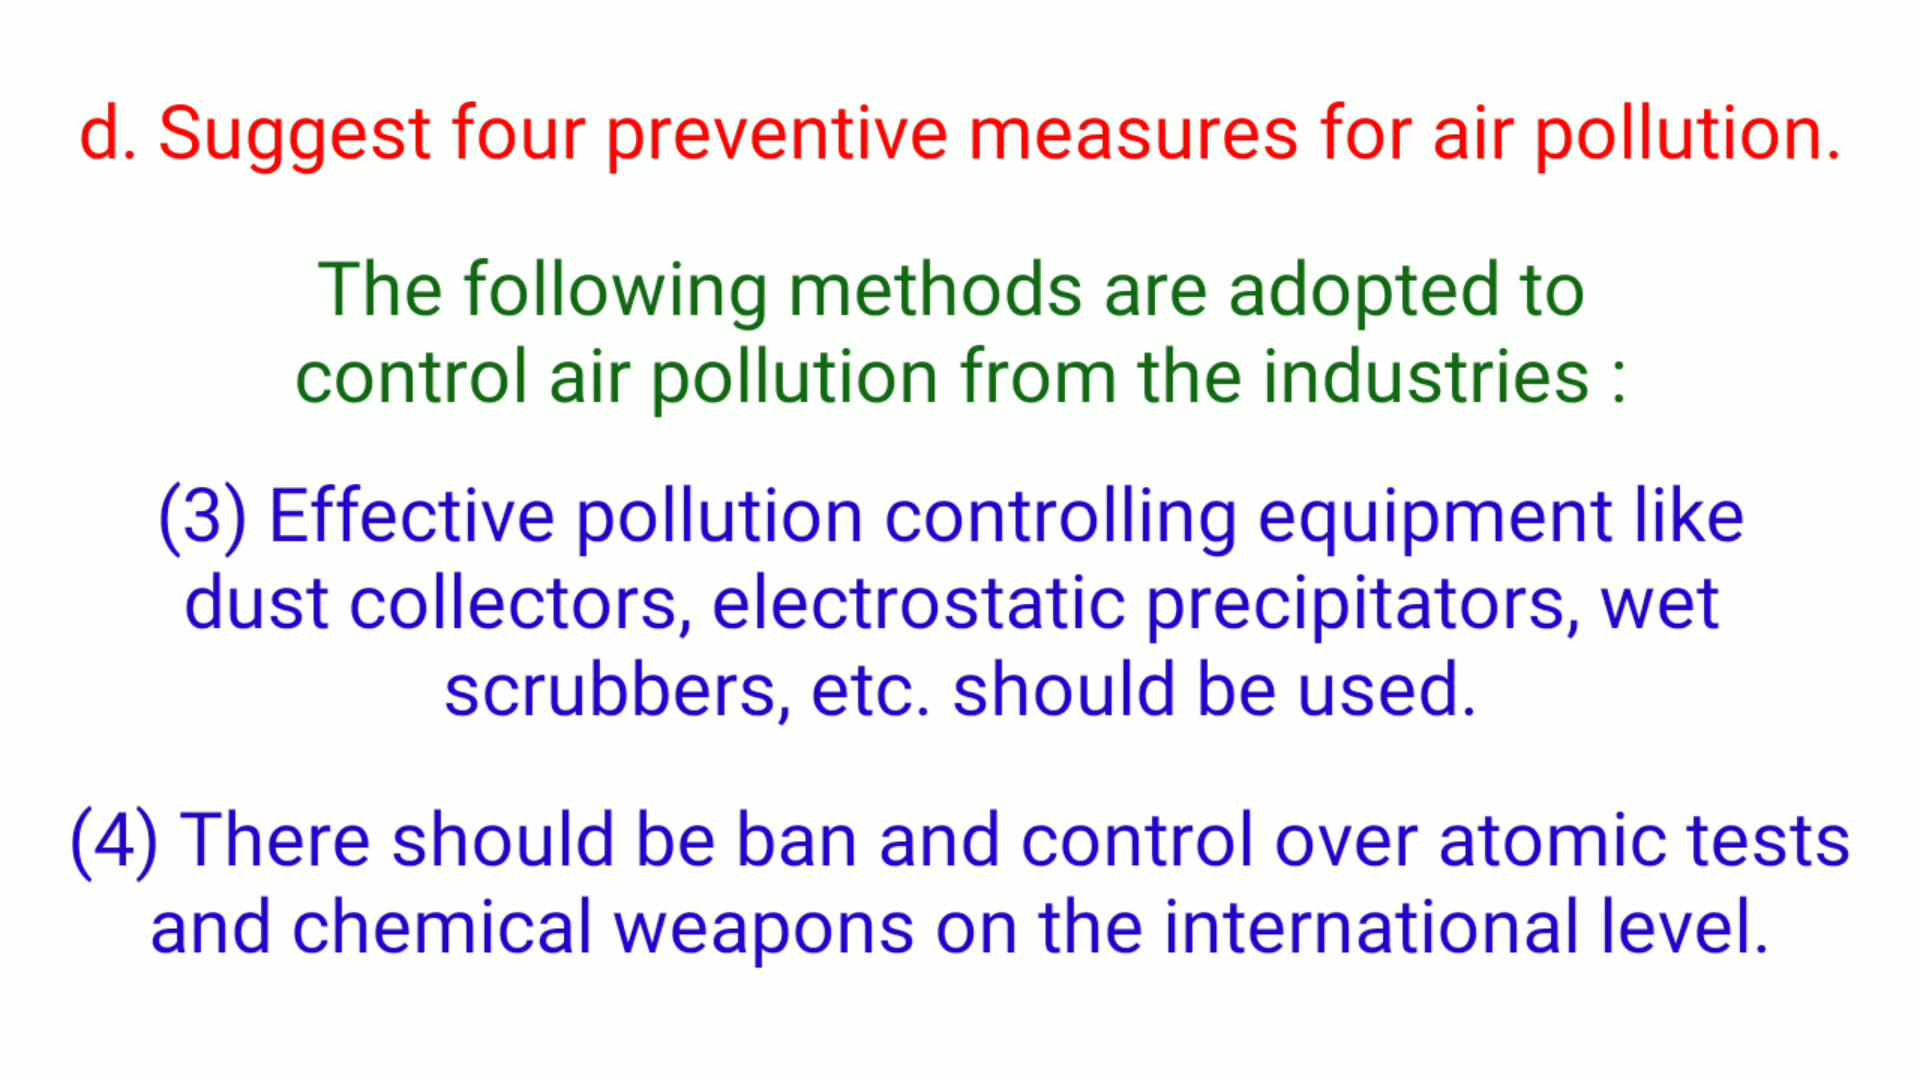 d. Suggest four preventive measures for air pollution.
The following methods are adopted to
control air pollution from the industries :
(3) Effective pollution controlling equipment like
dust collectors, electrostatic precipitators, wet
scrubbers, etc. should be used.
(4) There should be ban and control over atomic tests
and chemical weapons on the international level.